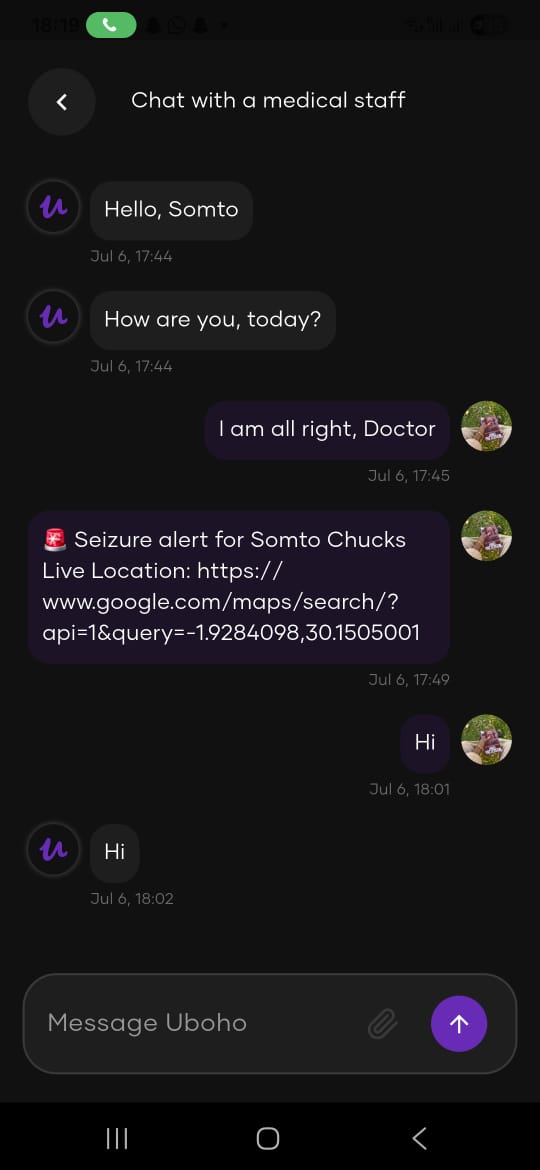 18:19
Chat with a medical staff
Hello, Somto
Jul 6, 17:44
How are you, today?
Jul 6, 17:44
I am all right, Doctor
Jul 6, 17:45
🚨 Seizure alert for Somto Chucks
Live Location: https://
www.google.com/maps/search/?
api=1&query=-1.9284098,30.1505001
Jul 6, 17:49
Hi
Jul 6, 18:01
Hi
Jul 6, 18:02
Message Uboho